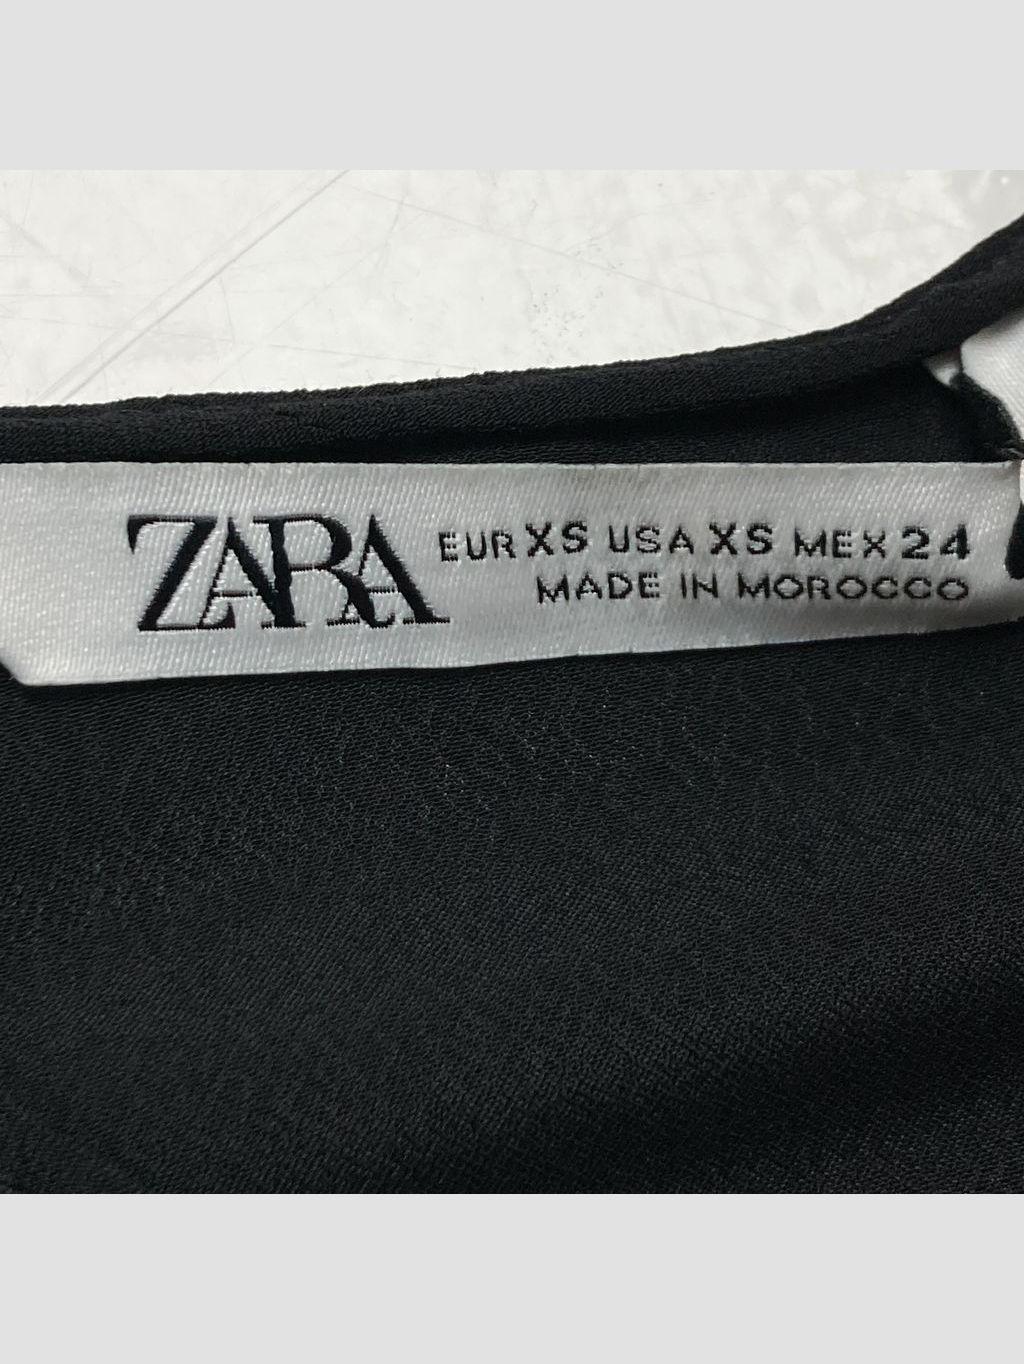 ZARA
EUR XS USA XS MEX 24
MADE IN MOROCCO